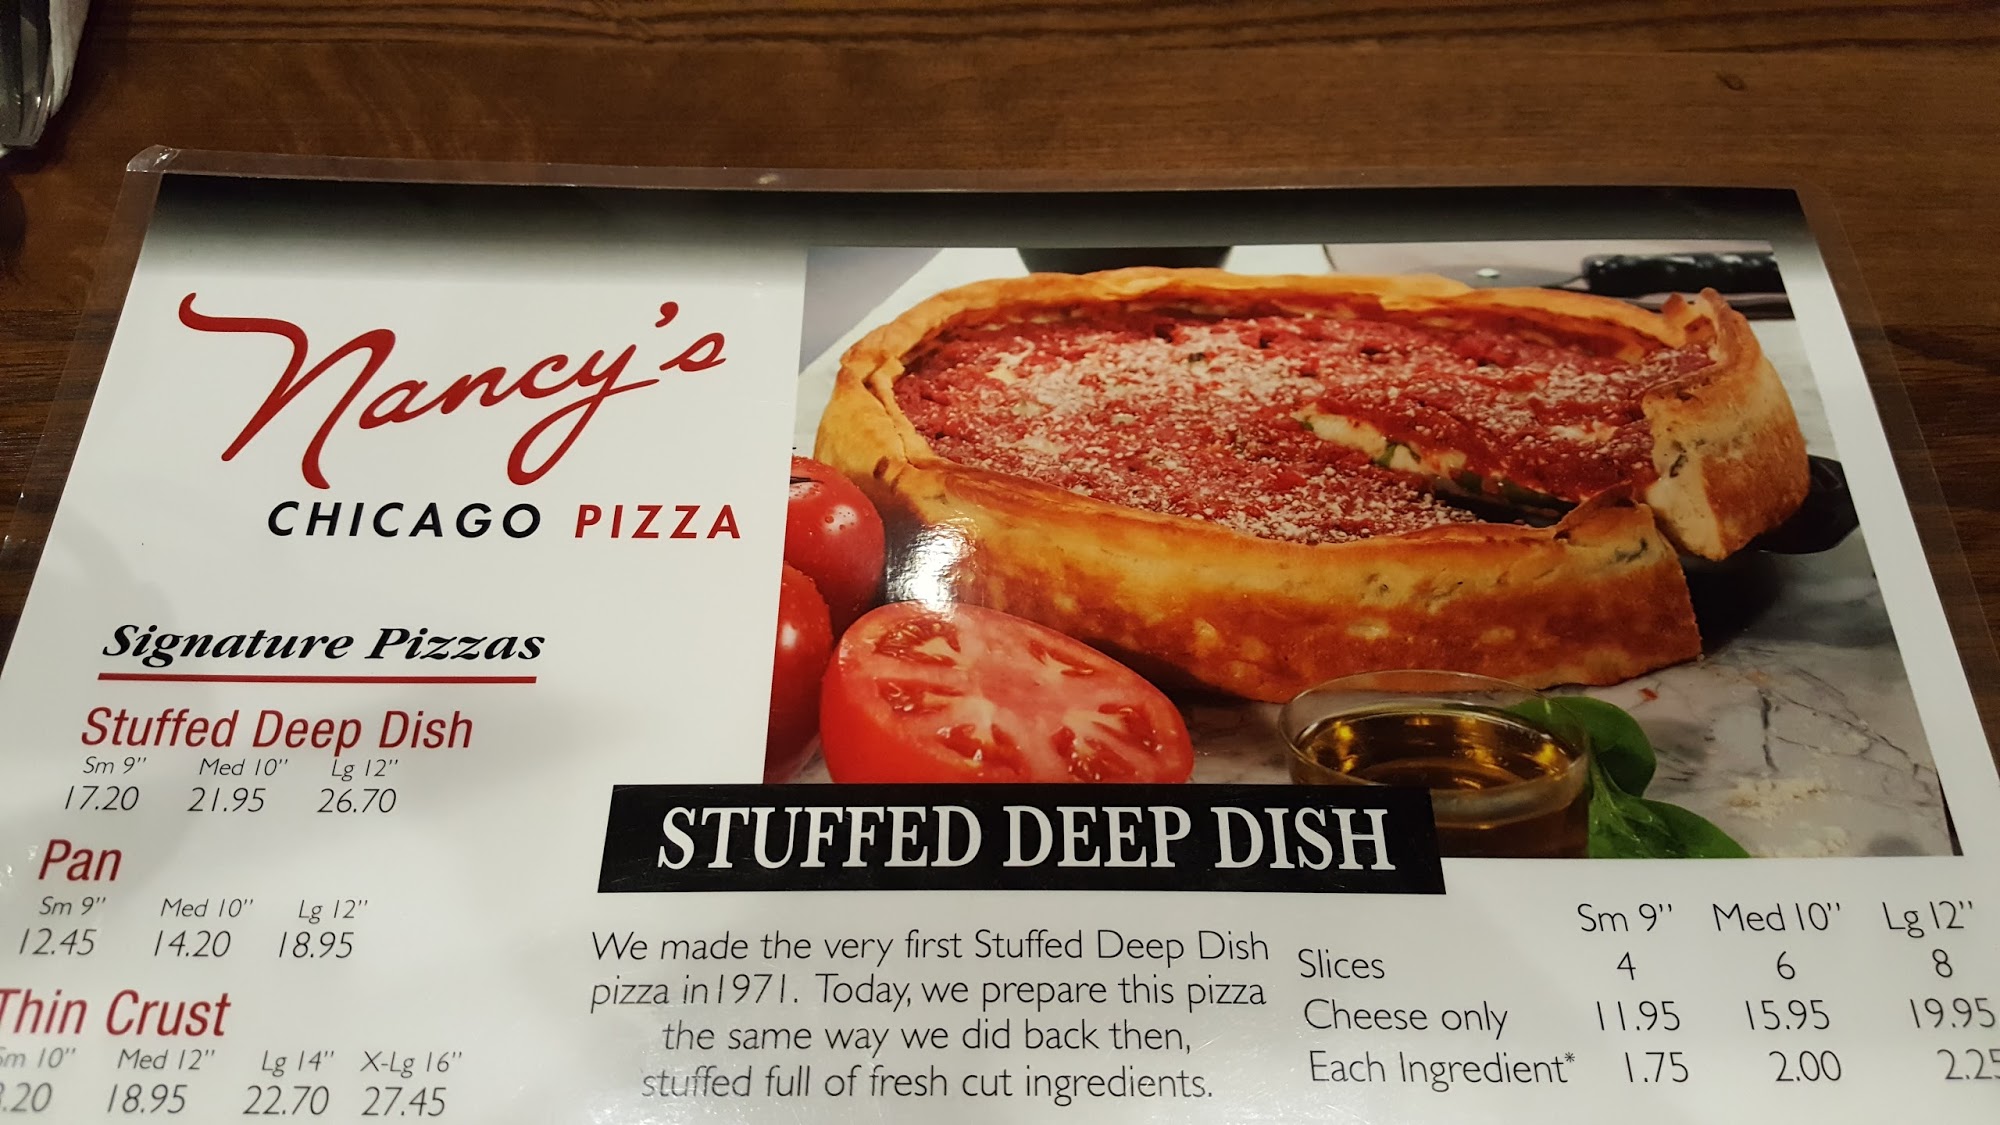 Nancy's
CHICAGO PIZZA
Signature Pizzas
Stuffed Deep Dish
Sm 9" Med 10" Lg 12"
17.20 21.95 26.70
Pan
Sm 9" Med 10" Lg 12"
12.45 14.20 18.95
Thin Crust
Sm 10" Med 12" Lg 14" X-Lg 16"
.20 18.95 22.70 27.45
STUFFED DEEP DISH
We made the very first Stuffed Deep Dish
pizza in 1971. Today, we prepare this pizza
the same way we did back then,
stuffed full of fresh cut ingredients.
Sm 9" Med 10" Lg 12"
Slices 4 6 8
Cheese only 11.95 15.95 19.95
Each Ingredient* 1.75 2.00 2.25